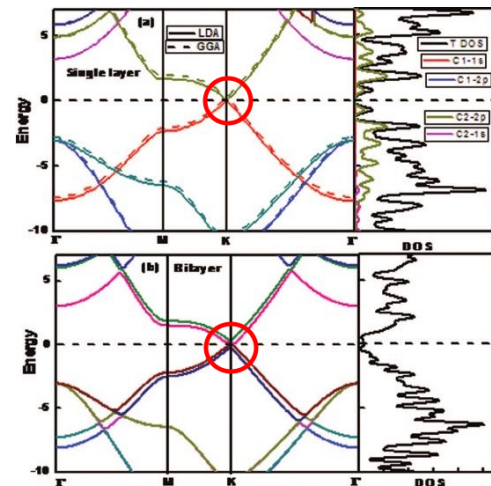 (a)
LDA
GGA
Single layer
T DOS
C1-1s
C1-2p
C2-2p
C2-1s
Energy
5
0
-5
-10
Γ M K Γ DOS
(b) Bilayer
Energy
5
0
-5
-10
Γ M K Γ DOS